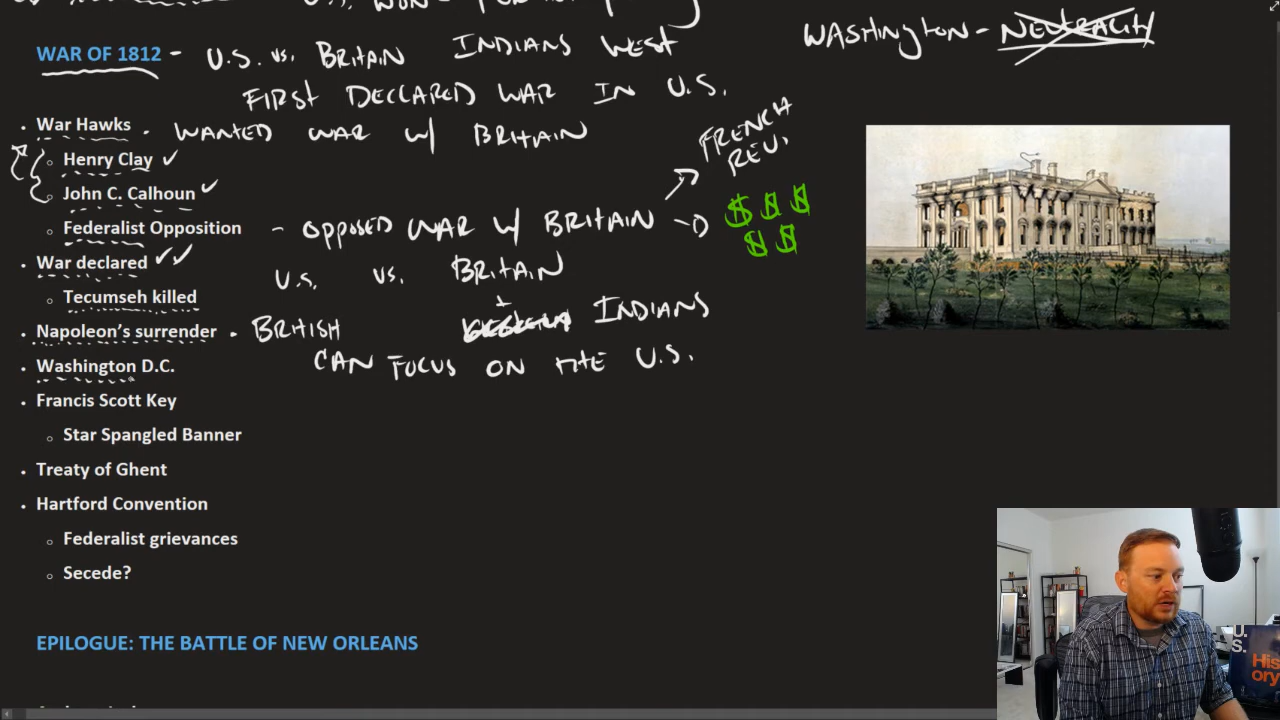 U.S. WON
WAR OF 1812 - U.S. vs. BRITAIN INDIANS WEST
WASHINGTON - NEUTRALITY
FIRST DECLARED WAR IN U.S.
War Hawks - WANTED WAR w/ BRITAIN
FRENCH
REV.
Henry Clay ✓
John C. Calhoun ✓
$ $ $
$ $
Federalist Opposition - OPPOSED WAR w/ BRITAIN
War declared ✓✓
U.S. vs. BRITAIN
Tecumseh killed
+ INDIANS
Napoleon's surrender - BRITISH
CAN FOCUS ON THE U.S.
Washington D.C.
Francis Scott Key
Star Spangled Banner
Treaty of Ghent
Hartford Convention
Federalist grievances
Secede?
EPILOGUE: THE BATTLE OF NEW ORLEANS
U.
S.
His
ory